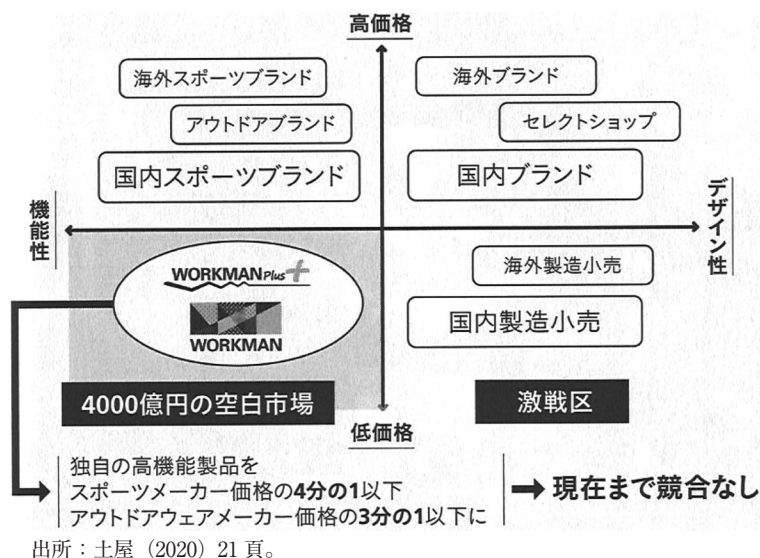 高価格
海外スポーツブランド
海外ブランド
アウトドアブランド
セレクトショップ
国内スポーツブランド
国内ブランド
機能性
デザイン性
WORKMAN Plus+
WORKMAN
海外製造小売
国内製造小売
4000億円の空白市場
激戦区
低価格
独自の高機能製品を
スポーツメーカー価格の4分の1以下
アウトドアウェアメーカー価格の3分の1以下に
現在まで競合なし
出所：土屋（2020）21頁。